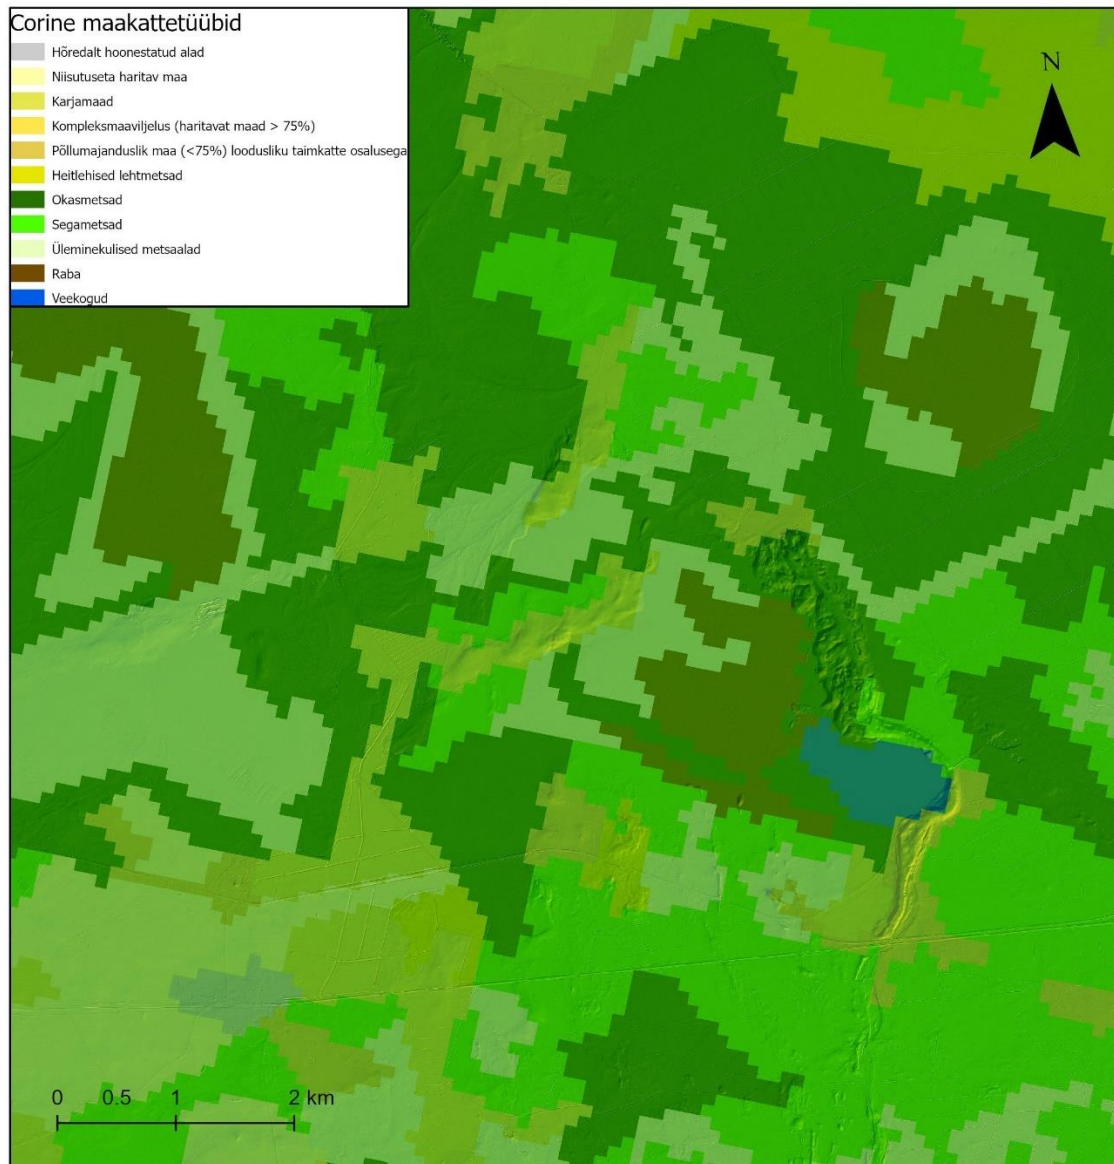 Corine maakattetüübid
Hõredalt hoonestatud alad
Niisutuseta haritav maa
Karjamaad
Kompleksmaaviljelus (haritavat maad > 75%)
Põllumajanduslik maa (<75%) loodusliku taimkatte osalusega
Heitlehised lehtmetsad
Okasmetsad
Segametsad
Üleminekulised metsaalad
Raba
Veekogud
N
0 0.5 1 2 km